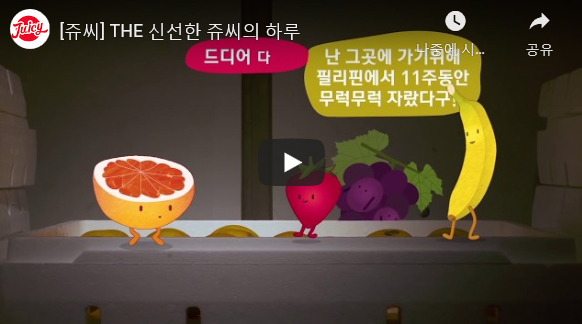 Juicy
[쥬씨] THE 신선한 쥬씨의 하루
나중에 시...
공유
드디어 다
난 그곳에 가기위해
필리핀에서 11주동안
무럭무럭 자랐다구!